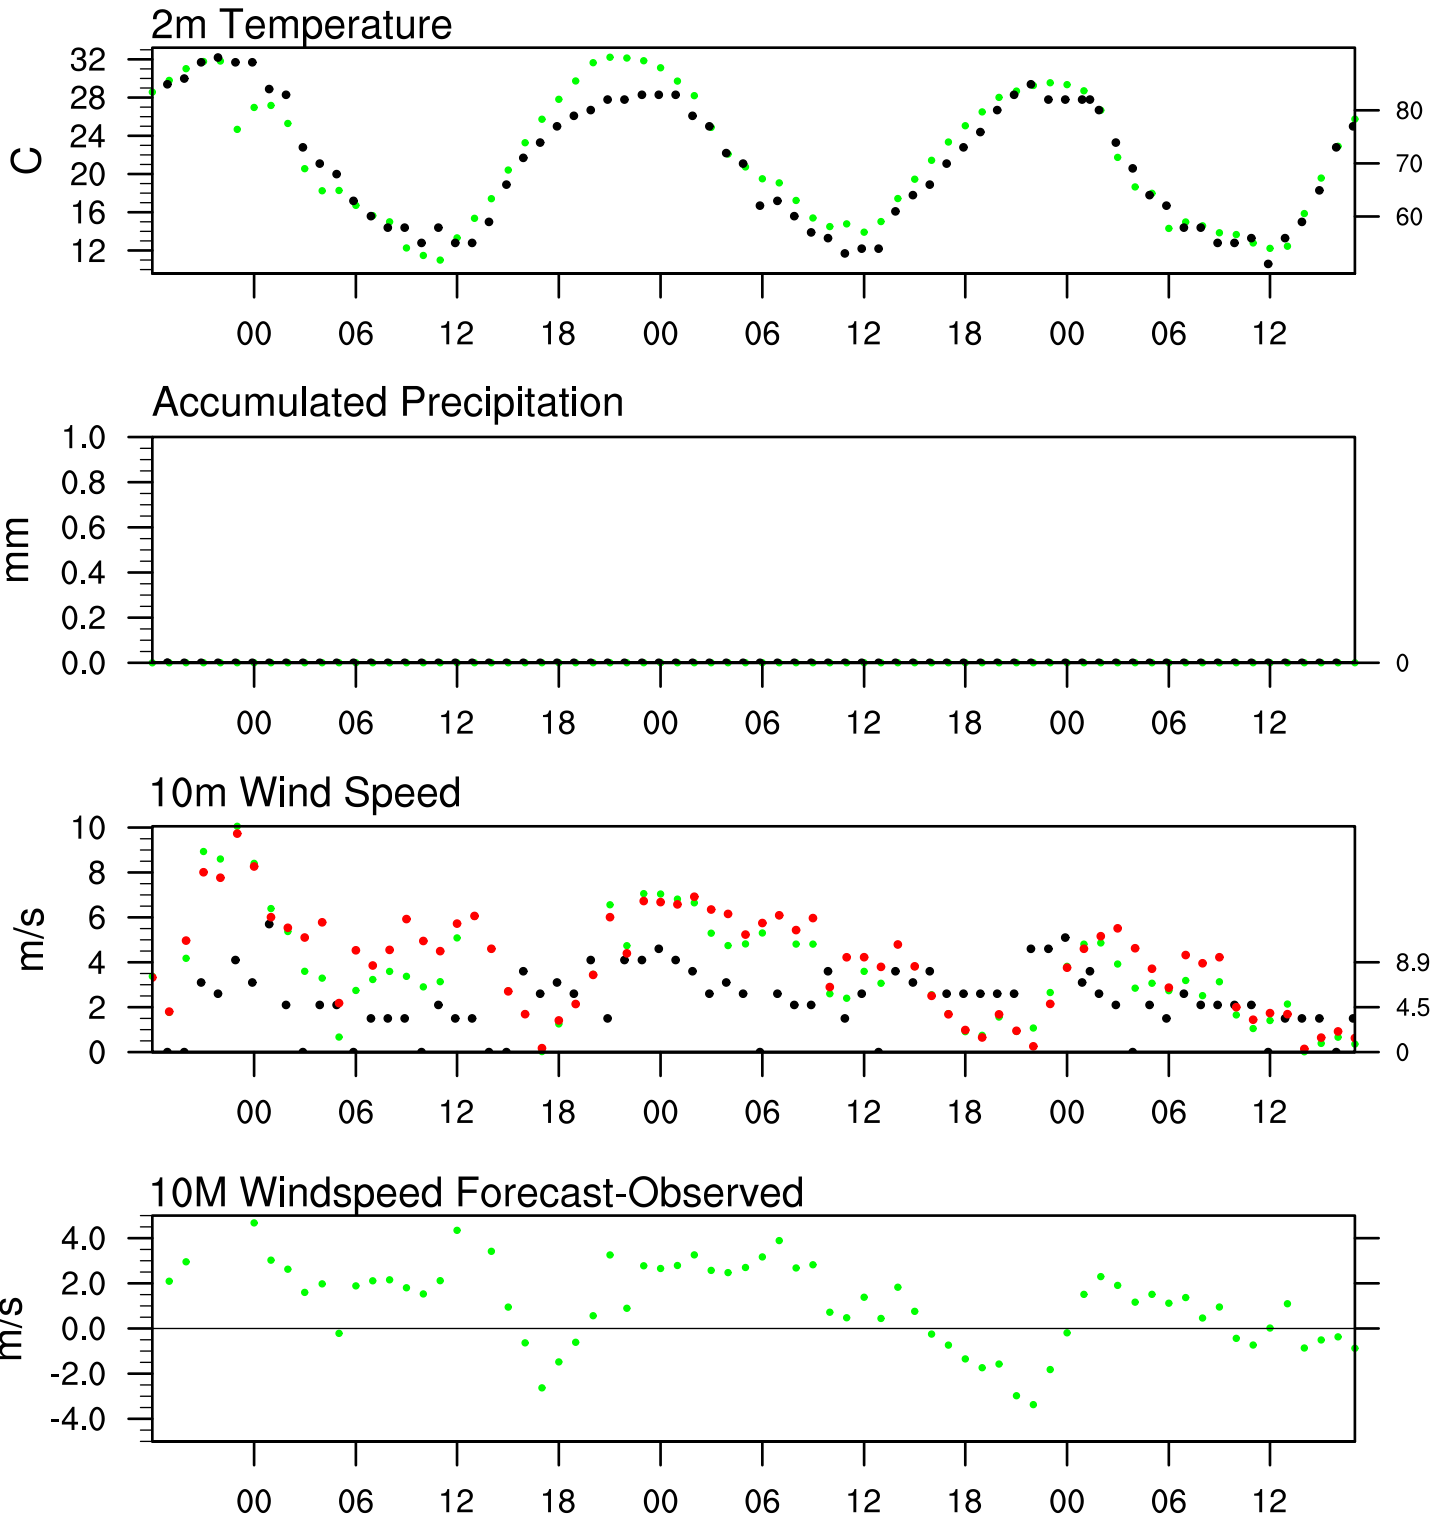 2m Temperature
32
28
24
20
16
12
C
80
70
60
00 06 12 18 00 06 12 18 00 06 12
Accumulated Precipitation
1.0
0.8
0.6
0.4
0.2
0.0
mm
0
00 06 12 18 00 06 12 18 00 06 12
10m Wind Speed
10
8
6
4
2
0
m/s
8.9
4.5
0
00 06 12 18 00 06 12 18 00 06 12
10M Windspeed Forecast-Observed
4.0
2.0
0.0
-2.0
-4.0
m/s
00 06 12 18 00 06 12 18 00 06 12